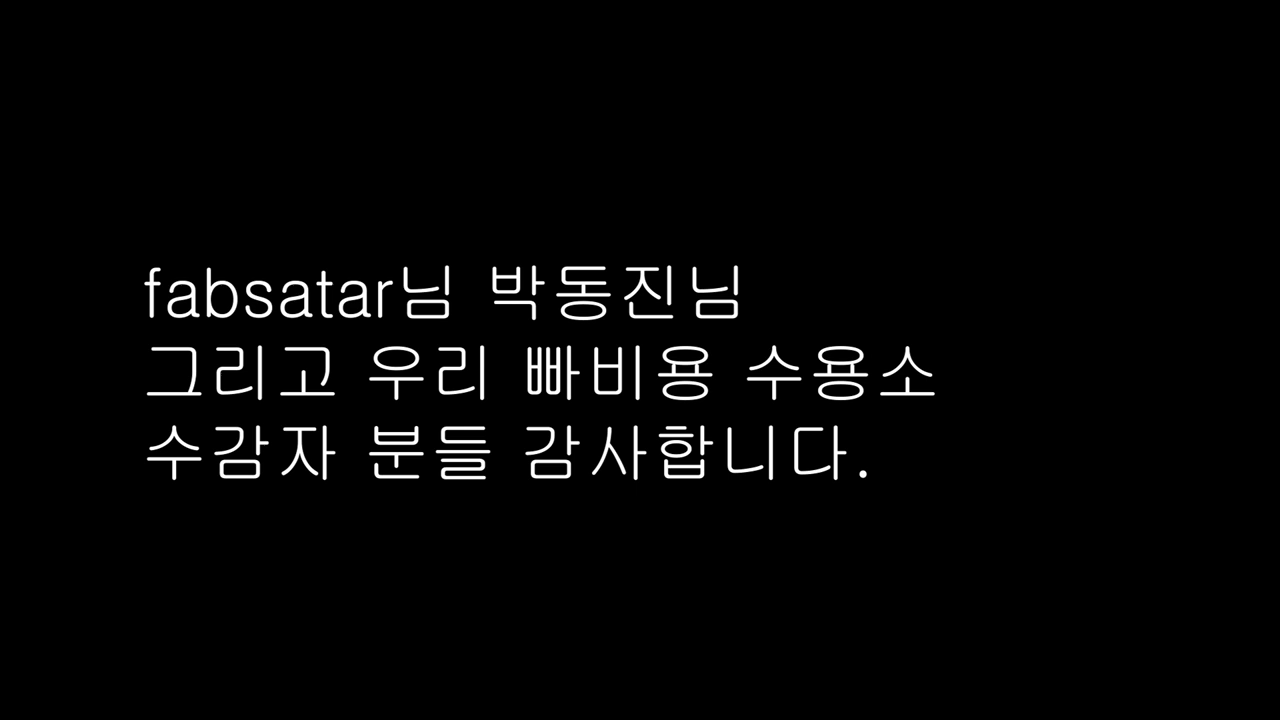 fabsatar님 박동진님
그리고 우리 빠비용 수용소
수감자 분들 감사합니다.